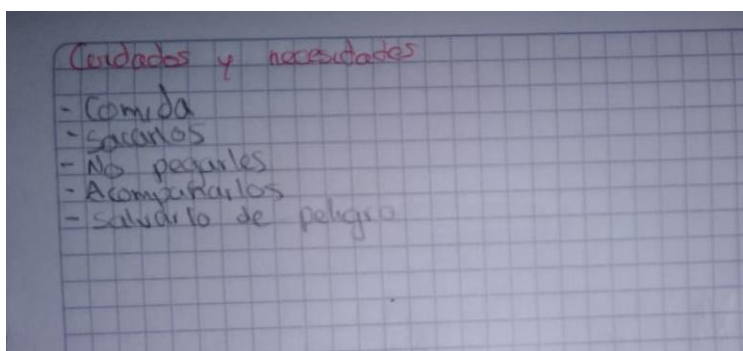 Cuidados y necesidades
- Comida
- Sacarlos
- No pegarles
- Acompañarlos
- Salvarlo de peligro